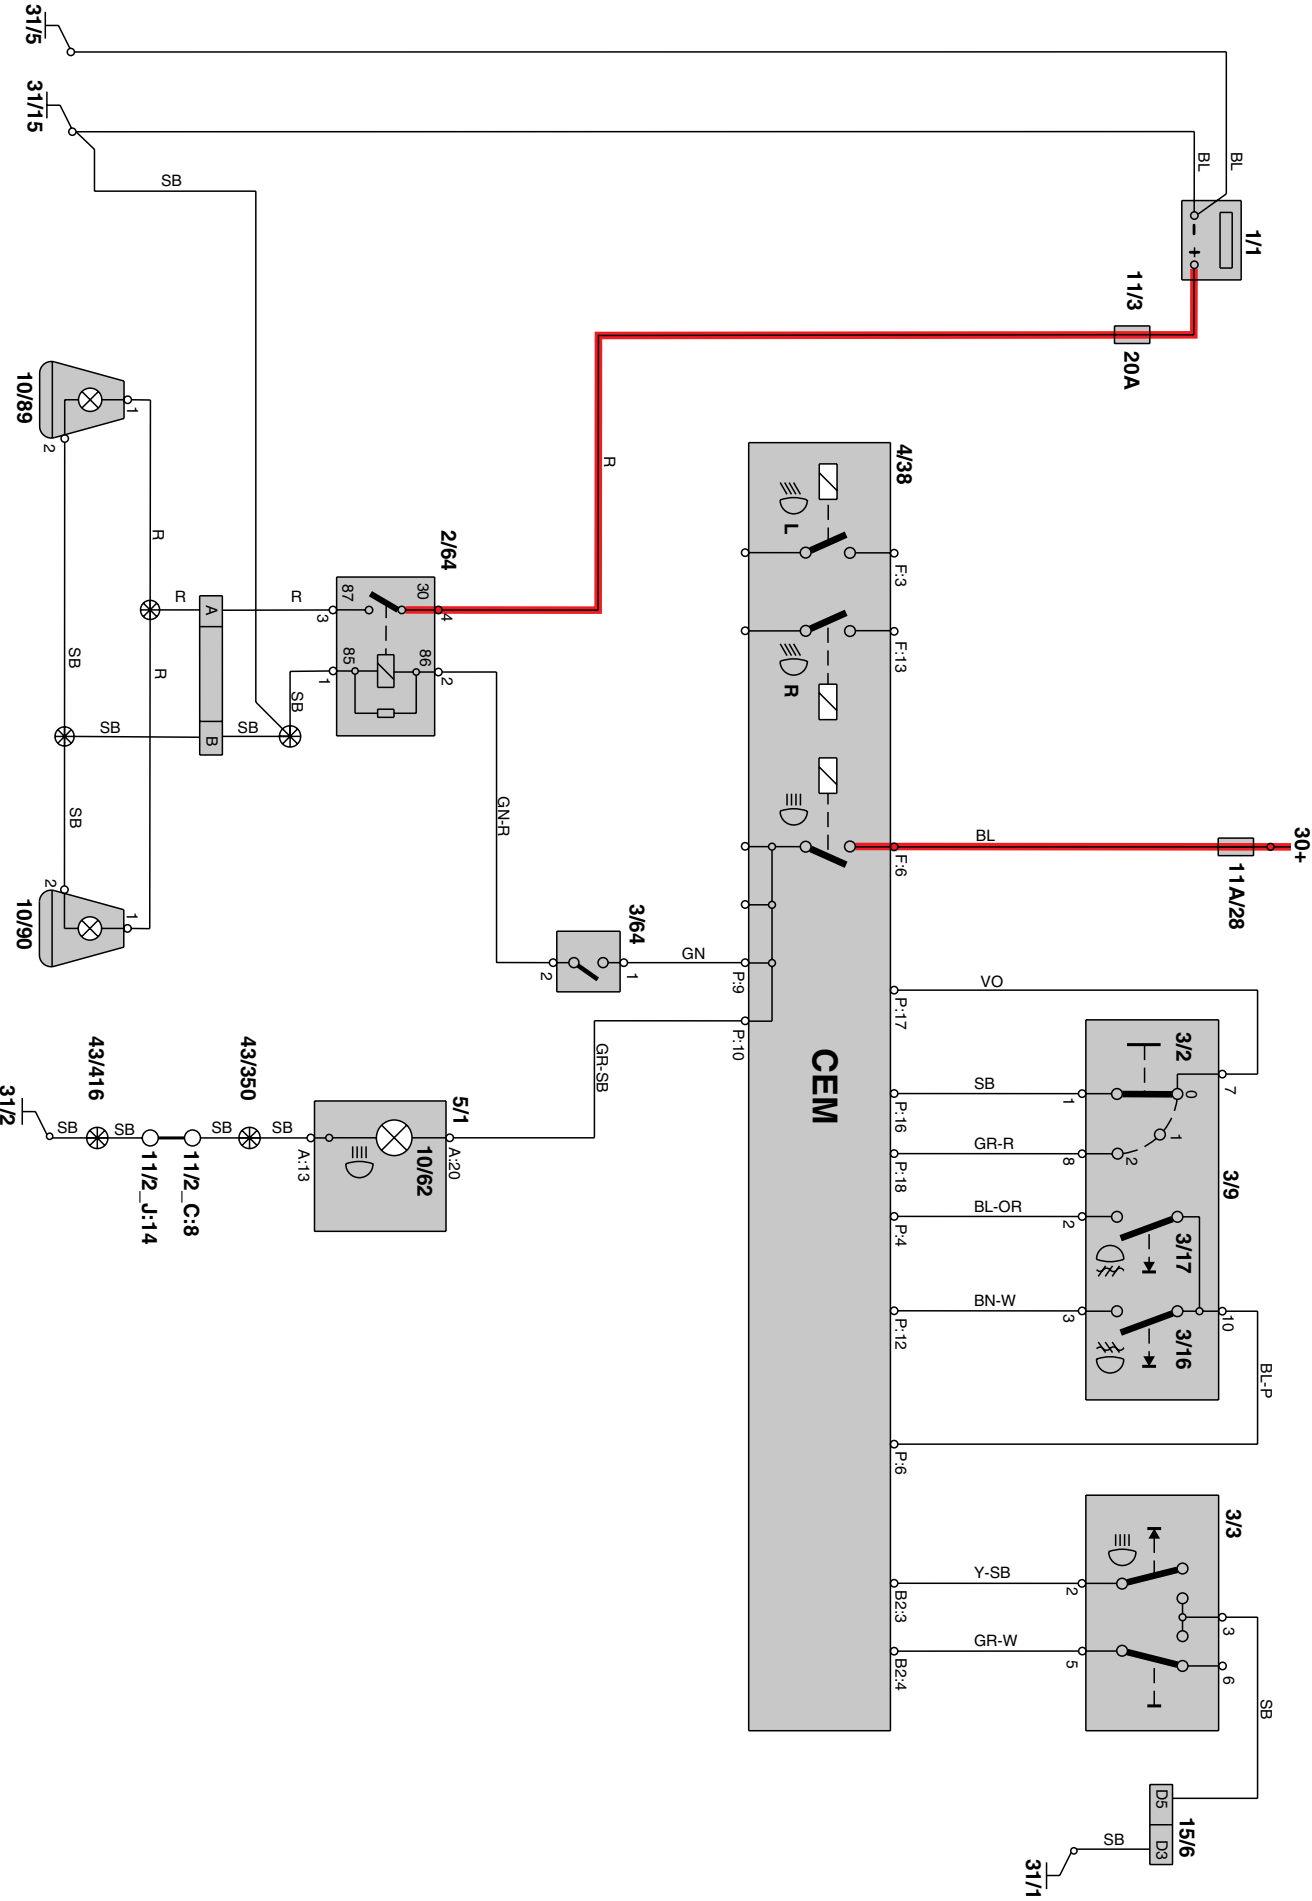 31/5
31/15
BL
BL
1/1
- +
SB
11/3
20A
R
10/89
1
2
R
R
R
R
SB
SB
SB
SB
SB
A
B
10/90
1
2
2/64
30
87
86
85
4
3
2
1
GN-R
3/64
1
2
GN
4/38
L
R
CEM
F:3
F:13
F:6
BL
11A/28
30+
P:9
P:10
GR-SB
5/1
10/62
A:20
A:13
SB
43/350
SB
11/2_C:8
11/2_J:14
SB
43/416
SB
31/2
P:17
VO
P:16
SB
P:18
GR-R
P:4
BL-OR
P:12
BN-W
P:6
BL-P
3/9
3/2
0
1
2
7
1
8
2
3
10
3/17
3/16
3/3
3
6
2
5
B2:3
Y-SB
B2:4
GR-W
SB
15/6
D5
D3
SB
31/1